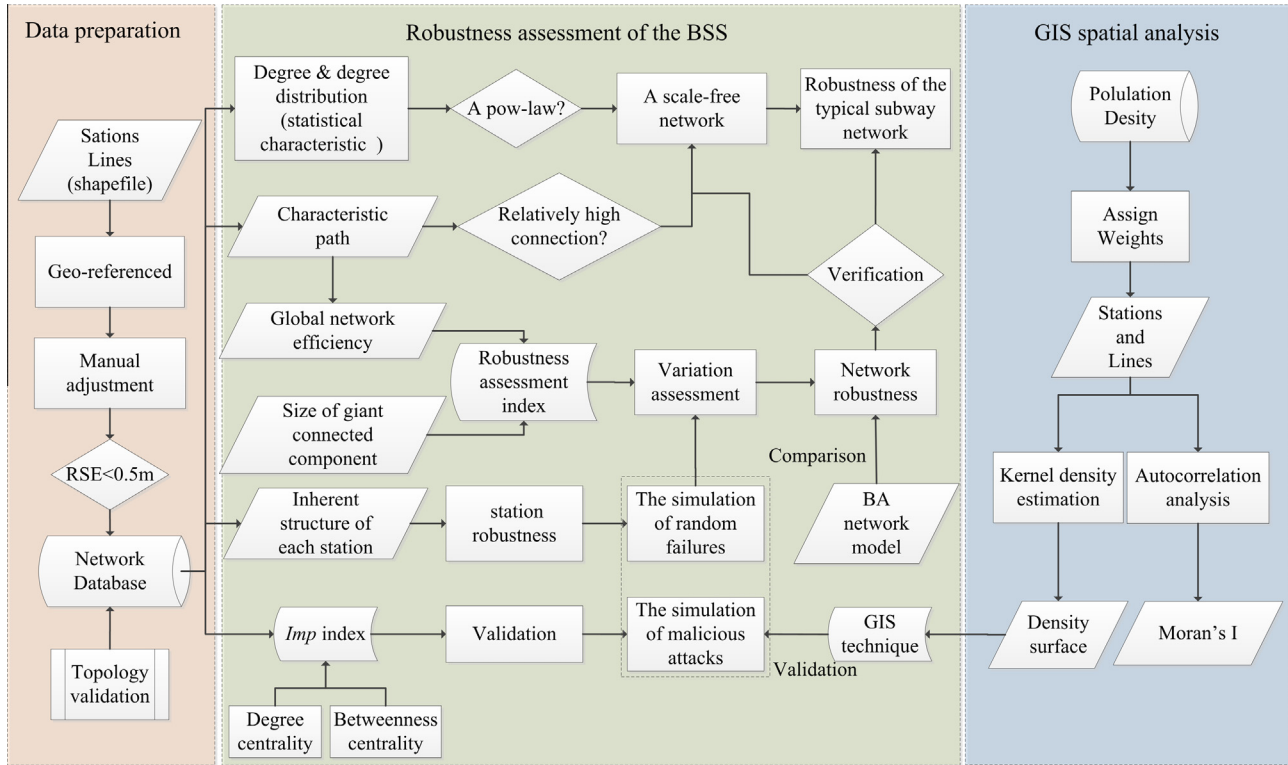 Data preparation
Sations
Lines
(shapefile)
Geo-referenced
Manual
adjustment
RSE<0.5m
Network
Database
Topology
validation
Robustness assessment of the BSS
Degree & degree
distribution
(statistical
characteristic )
A pow-law?
A scale-free
network
Robustness of the
typical subway
network
Characteristic
path
Relatively high
connection?
Verification
Global network
efficiency
Robustness
assessment
index
Variation
assessment
Network
robustness
Size of giant
connected
component
Comparison
Inherent
structure of
each station
station
robustness
The simulation
of random
failures
BA
network
model
Imp index
Validation
The simulation
of malicious
attacks
GIS
technique
Validation
Degree
centrality
Betweenness
centrality
GIS spatial analysis
Polulation
Desity
Assign
Weights
Stations
and
Lines
Kernel density
estimation
Autocorrelation
analysis
Density
surface
Moran's I